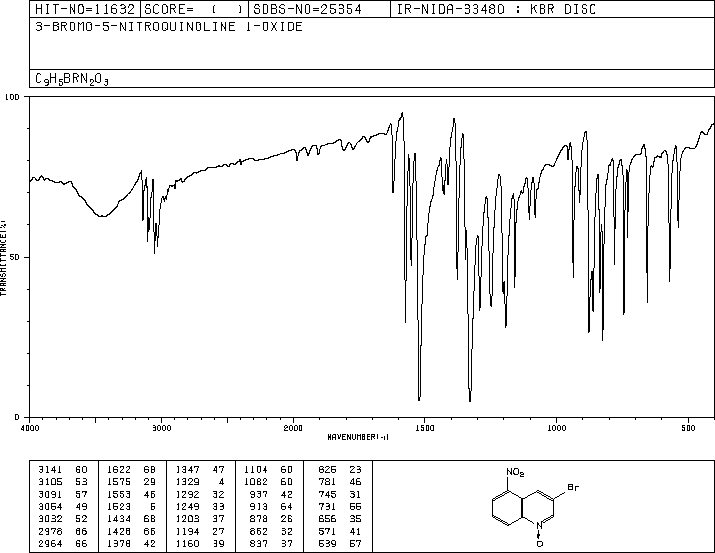 HIT-NO=11632 SCORE= ( ) SDBS-NO=25354 IR-NIDA-33480 : KBR DISC
3-BROMO-5-NITROQUINOLINE 1-OXIDE
C9H5BRN2O3
100
50
0
TRANSMITTANCE(%)
4000 3000 2000 1500 1000 500
WAVENUMBER(-1)
3141 60 1622 68 1347 47 1104 60 826 23
3105 53 1575 29 1329 4 1082 60 781 46
3091 57 1553 46 1292 32 937 42 745 31
3054 49 1523 5 1249 33 913 64 731 55
3032 52 1434 68 1203 37 878 26 656 35
2978 66 1428 66 1194 27 862 32 571 41
2964 66 1378 42 1160 39 837 37 539 57
NO2
Br
N
O